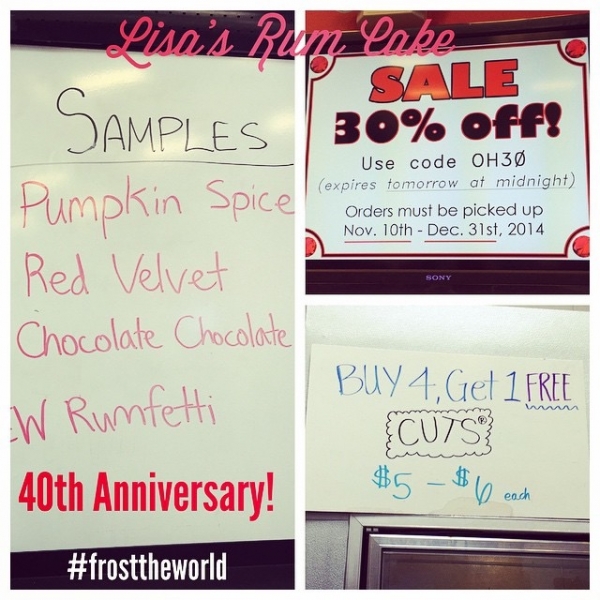 Lisa's Rum Cake
SAMPLES
Pumpkin Spice
Red Velvet
Chocolate Chocolate
EW Rumfetti
40th Anniversary!
#frosttheworld
SALE
30% off!
Use code OH30
(expires tomorrow at midnight)
Orders must be picked up
Nov. 10th - Dec. 31st, 2014
SONY
BUY 4, Get 1 FREE
CUTS®
$5 - $6 each